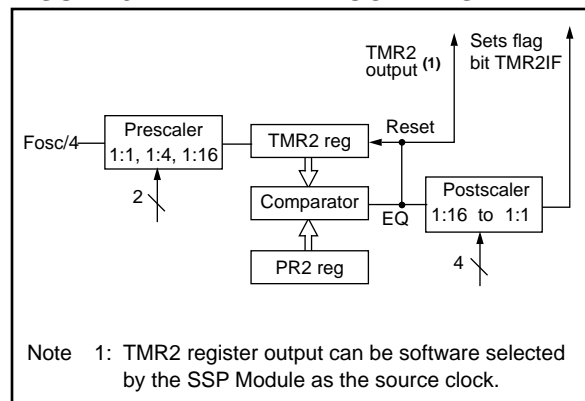 TMR2
output (1)
Sets flag
bit TMR2IF
Fosc/4
Prescaler
1:1, 1:4, 1:16
2
TMR2 reg
Reset
Comparator
EQ
Postscaler
1:16 to 1:1
4
PR2 reg
Note 1: TMR2 register output can be software selected
by the SSP Module as the source clock.